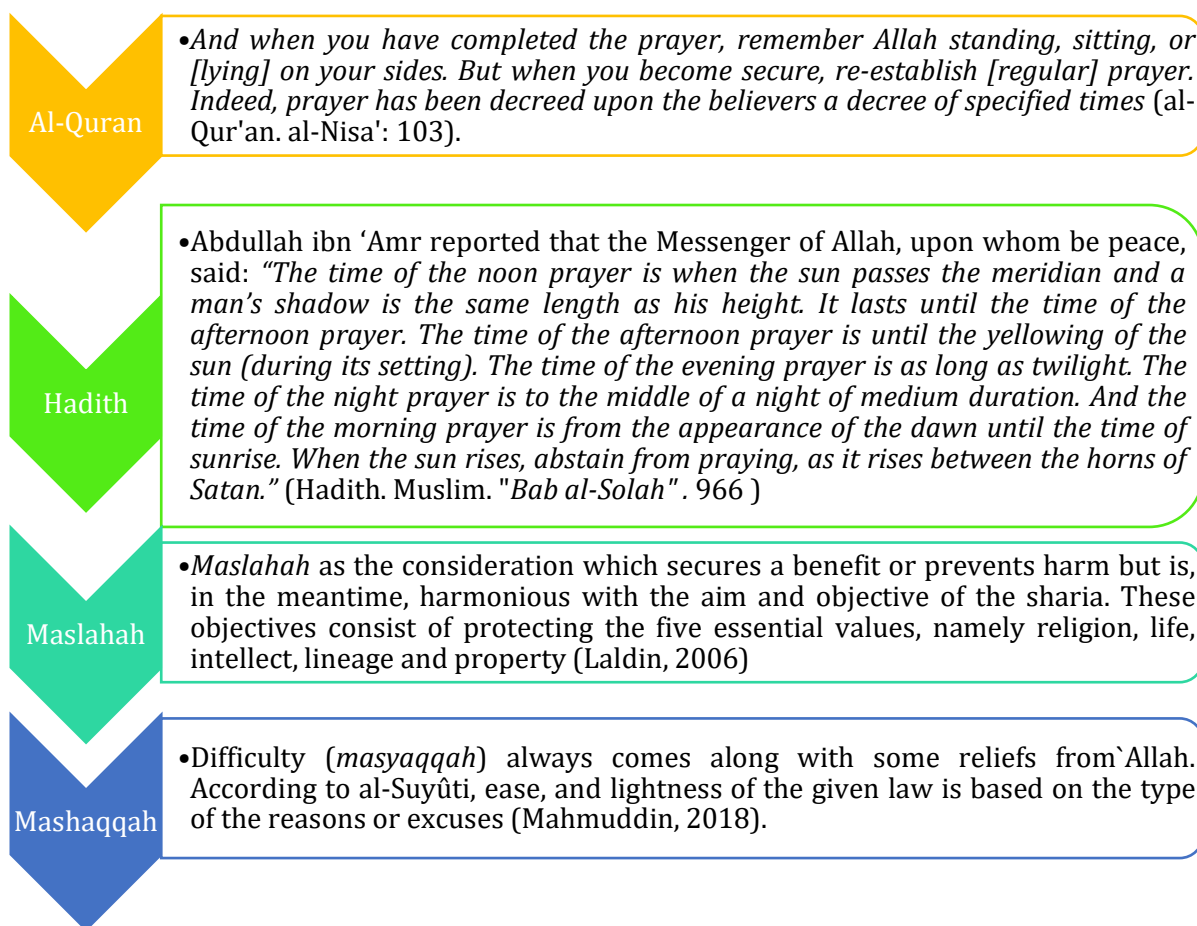 Al-Quran
•And when you have completed the prayer, remember Allah standing, sitting, or
[lying] on your sides. But when you become secure, re-establish [regular] prayer.
Indeed, prayer has been decreed upon the believers a decree of specified times (al-
Qur'an. al-Nisa': 103).
Hadith
•Abdullah ibn ‘Amr reported that the Messenger of Allah, upon whom be peace,
said: “The time of the noon prayer is when the sun passes the meridian and a
man’s shadow is the same length as his height. It lasts until the time of the
afternoon prayer. The time of the afternoon prayer is until the yellowing of the
sun (during its setting). The time of the evening prayer is as long as twilight. The
time of the night prayer is to the middle of a night of medium duration. And the
time of the morning prayer is from the appearance of the dawn until the time of
sunrise. When the sun rises, abstain from praying, as it rises between the horns of
Satan.” (Hadith. Muslim. "Bab al-Solah". 966 )
Maslahah
•Maslahah as the consideration which secures a benefit or prevents harm but is,
in the meantime, harmonious with the aim and objective of the sharia. These
objectives consist of protecting the five essential values, namely religion, life,
intellect, lineage and property (Laldin, 2006)
Mashaqqah
•Difficulty (masyaqqah) always comes along with some reliefs from`Allah.
According to al-Suyûti, ease, and lightness of the given law is based on the type
of the reasons or excuses (Mahmuddin, 2018).